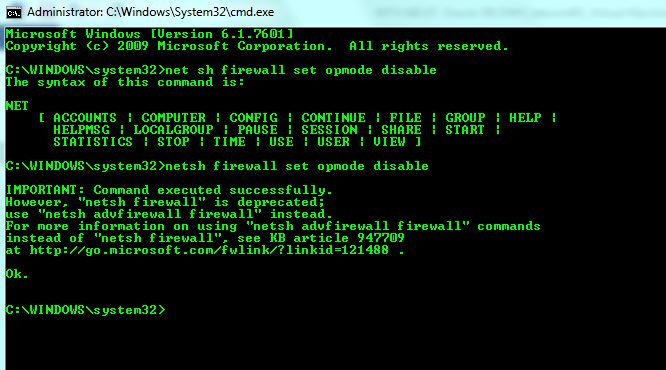 Administrator: C:\Windows\System32\cmd.exe
Microsoft Windows [Version 6.1.7601]
Copyright (c) 2009 Microsoft Corporation.  All rights reserved.
C:\WINDOWS\system32>net sh firewall set opmode disable
The syntax of this command is:
NET
[ ACCOUNTS | COMPUTER | CONFIG | CONTINUE | FILE | GROUP | HELP |
HELPMSG | LOCALGROUP | PAUSE | SESSION | SHARE | START |
STATISTICS | STOP | TIME | USE | USER | VIEW ]
C:\WINDOWS\system32>netsh firewall set opmode disable
IMPORTANT: Command executed successfully.
However, "netsh firewall" is deprecated;
use "netsh advfirewall firewall" instead.
For more information on using "netsh advfirewall firewall" commands
instead of "netsh firewall", see KB article 947709
at http://go.microsoft.com/fwlink/?linkid=121488 .
Ok.
C:\WINDOWS\system32>